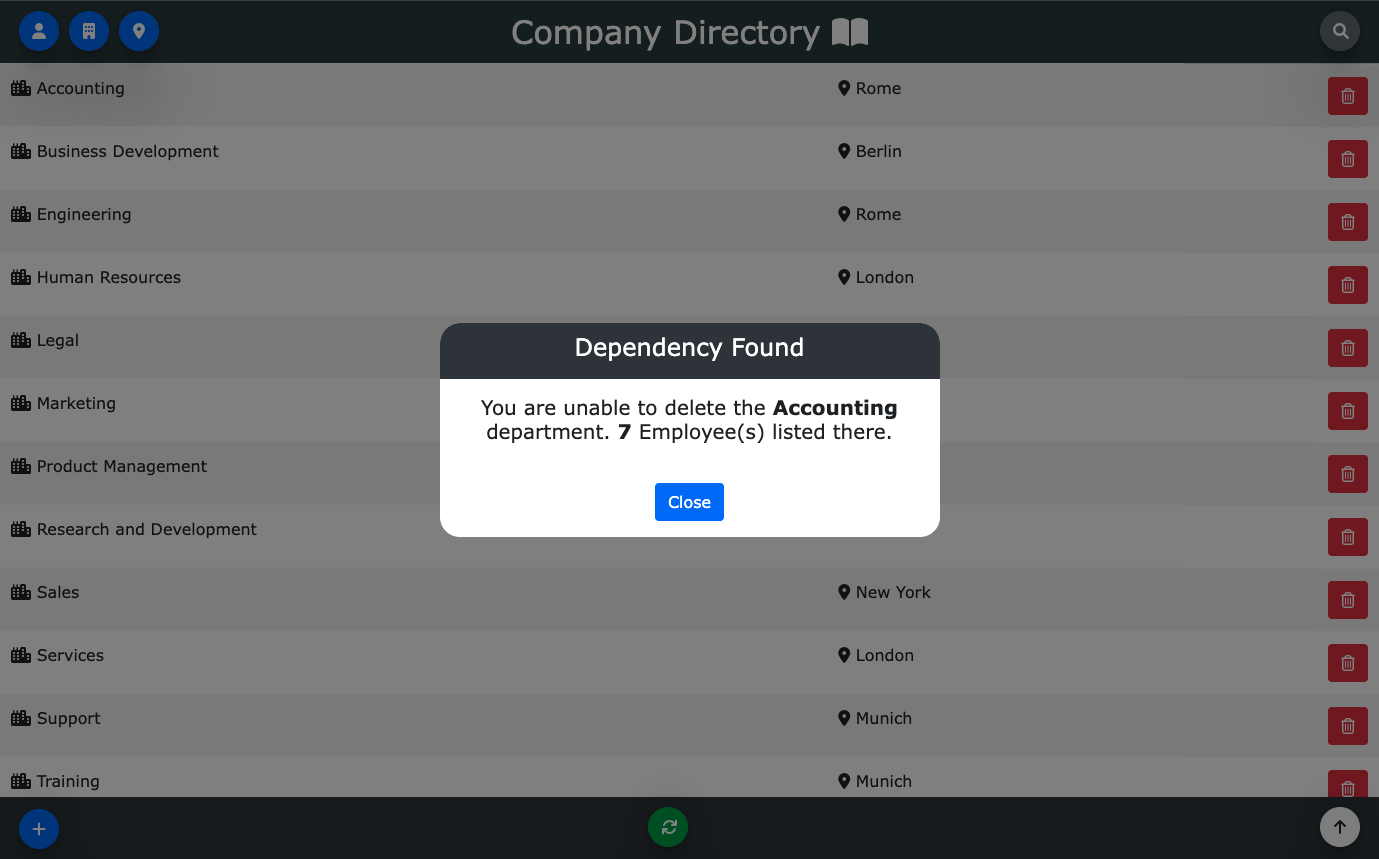 Company Directory
Accounting Rome
Business Development Berlin
Engineering Rome
Human Resources London
Legal
Marketing
Product Management
Research and Development
Sales New York
Services London
Support Munich
Training Munich
Dependency Found
You are unable to delete the Accounting
department. 7 Employee(s) listed there.
Close